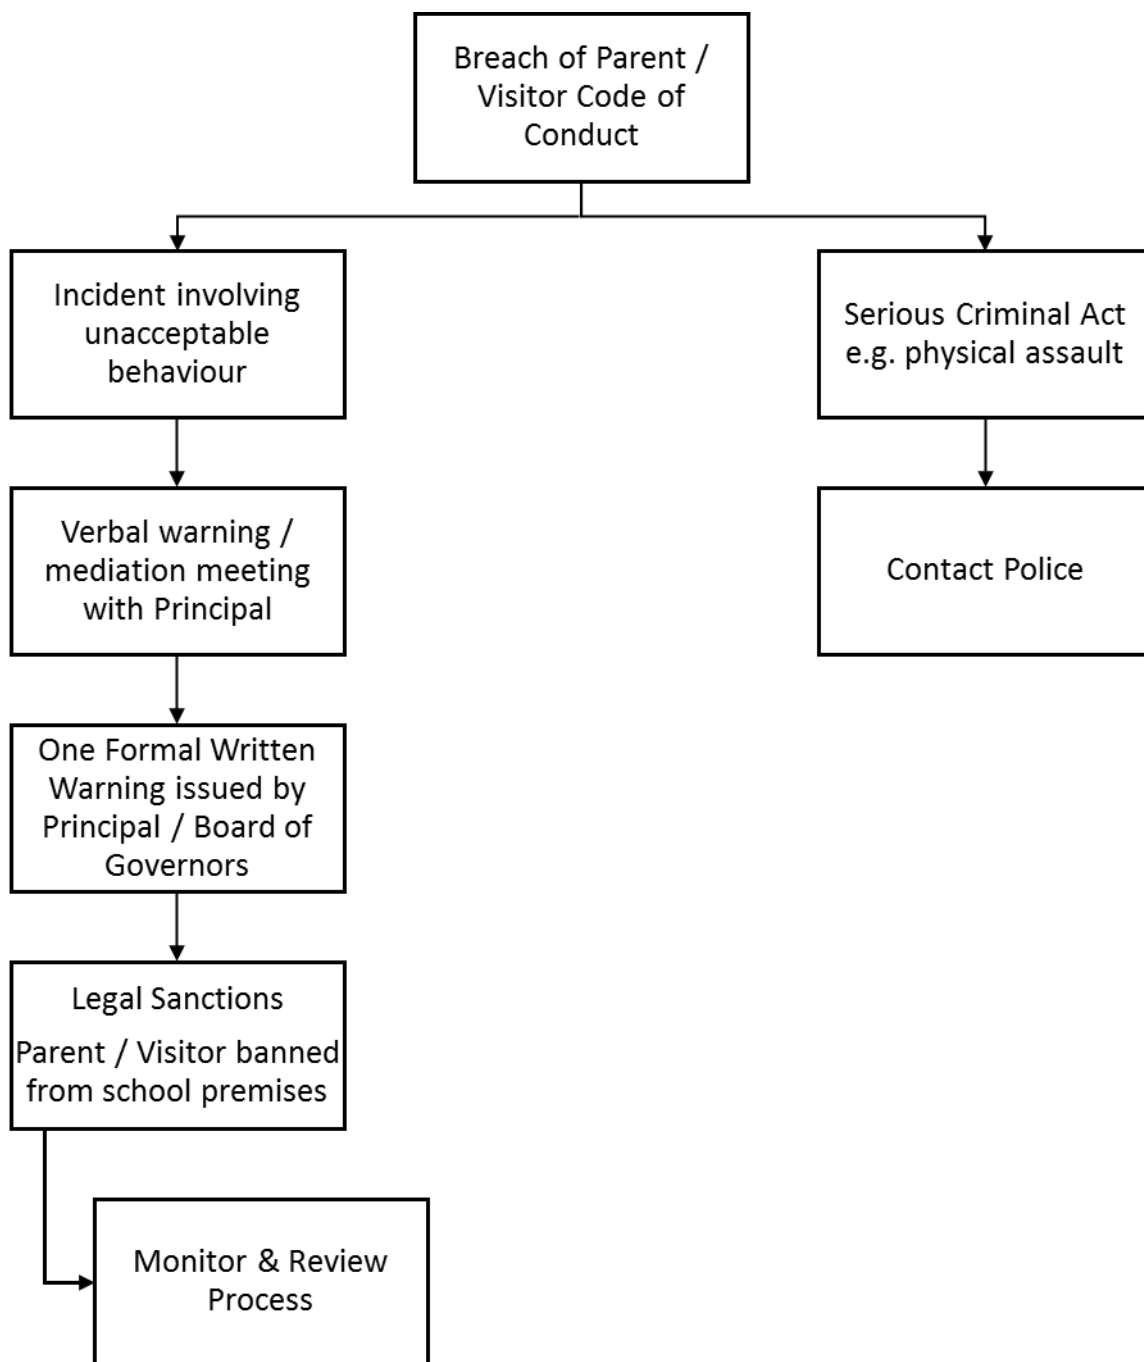 Breach of Parent /
Visitor Code of
Conduct
Incident involving
unacceptable
behaviour
Serious Criminal Act
e.g. physical assault
Verbal warning /
mediation meeting
with Principal
Contact Police
One Formal Written
Warning issued by
Principal / Board of
Governors
Legal Sanctions
Parent / Visitor banned
from school premises
Monitor & Review
Process